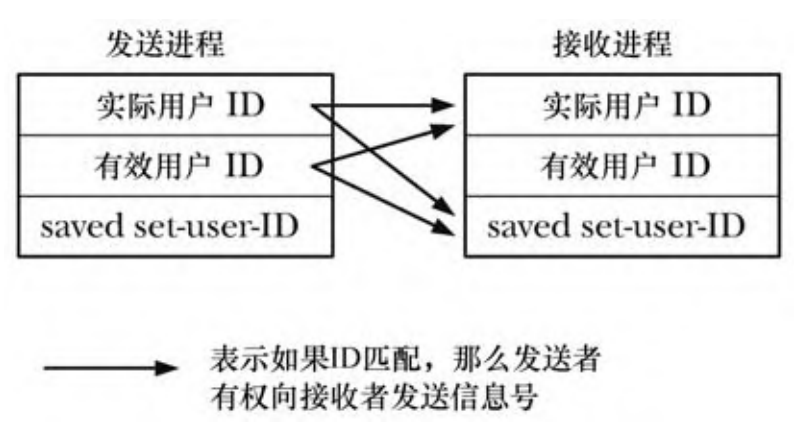 发送进程
接收进程
实际用户 ID
实际用户 ID
有效用户 ID
有效用户 ID
saved set-user-ID
saved set-user-ID
表示如果ID匹配，那么发送者
有权向接收者发送信息号